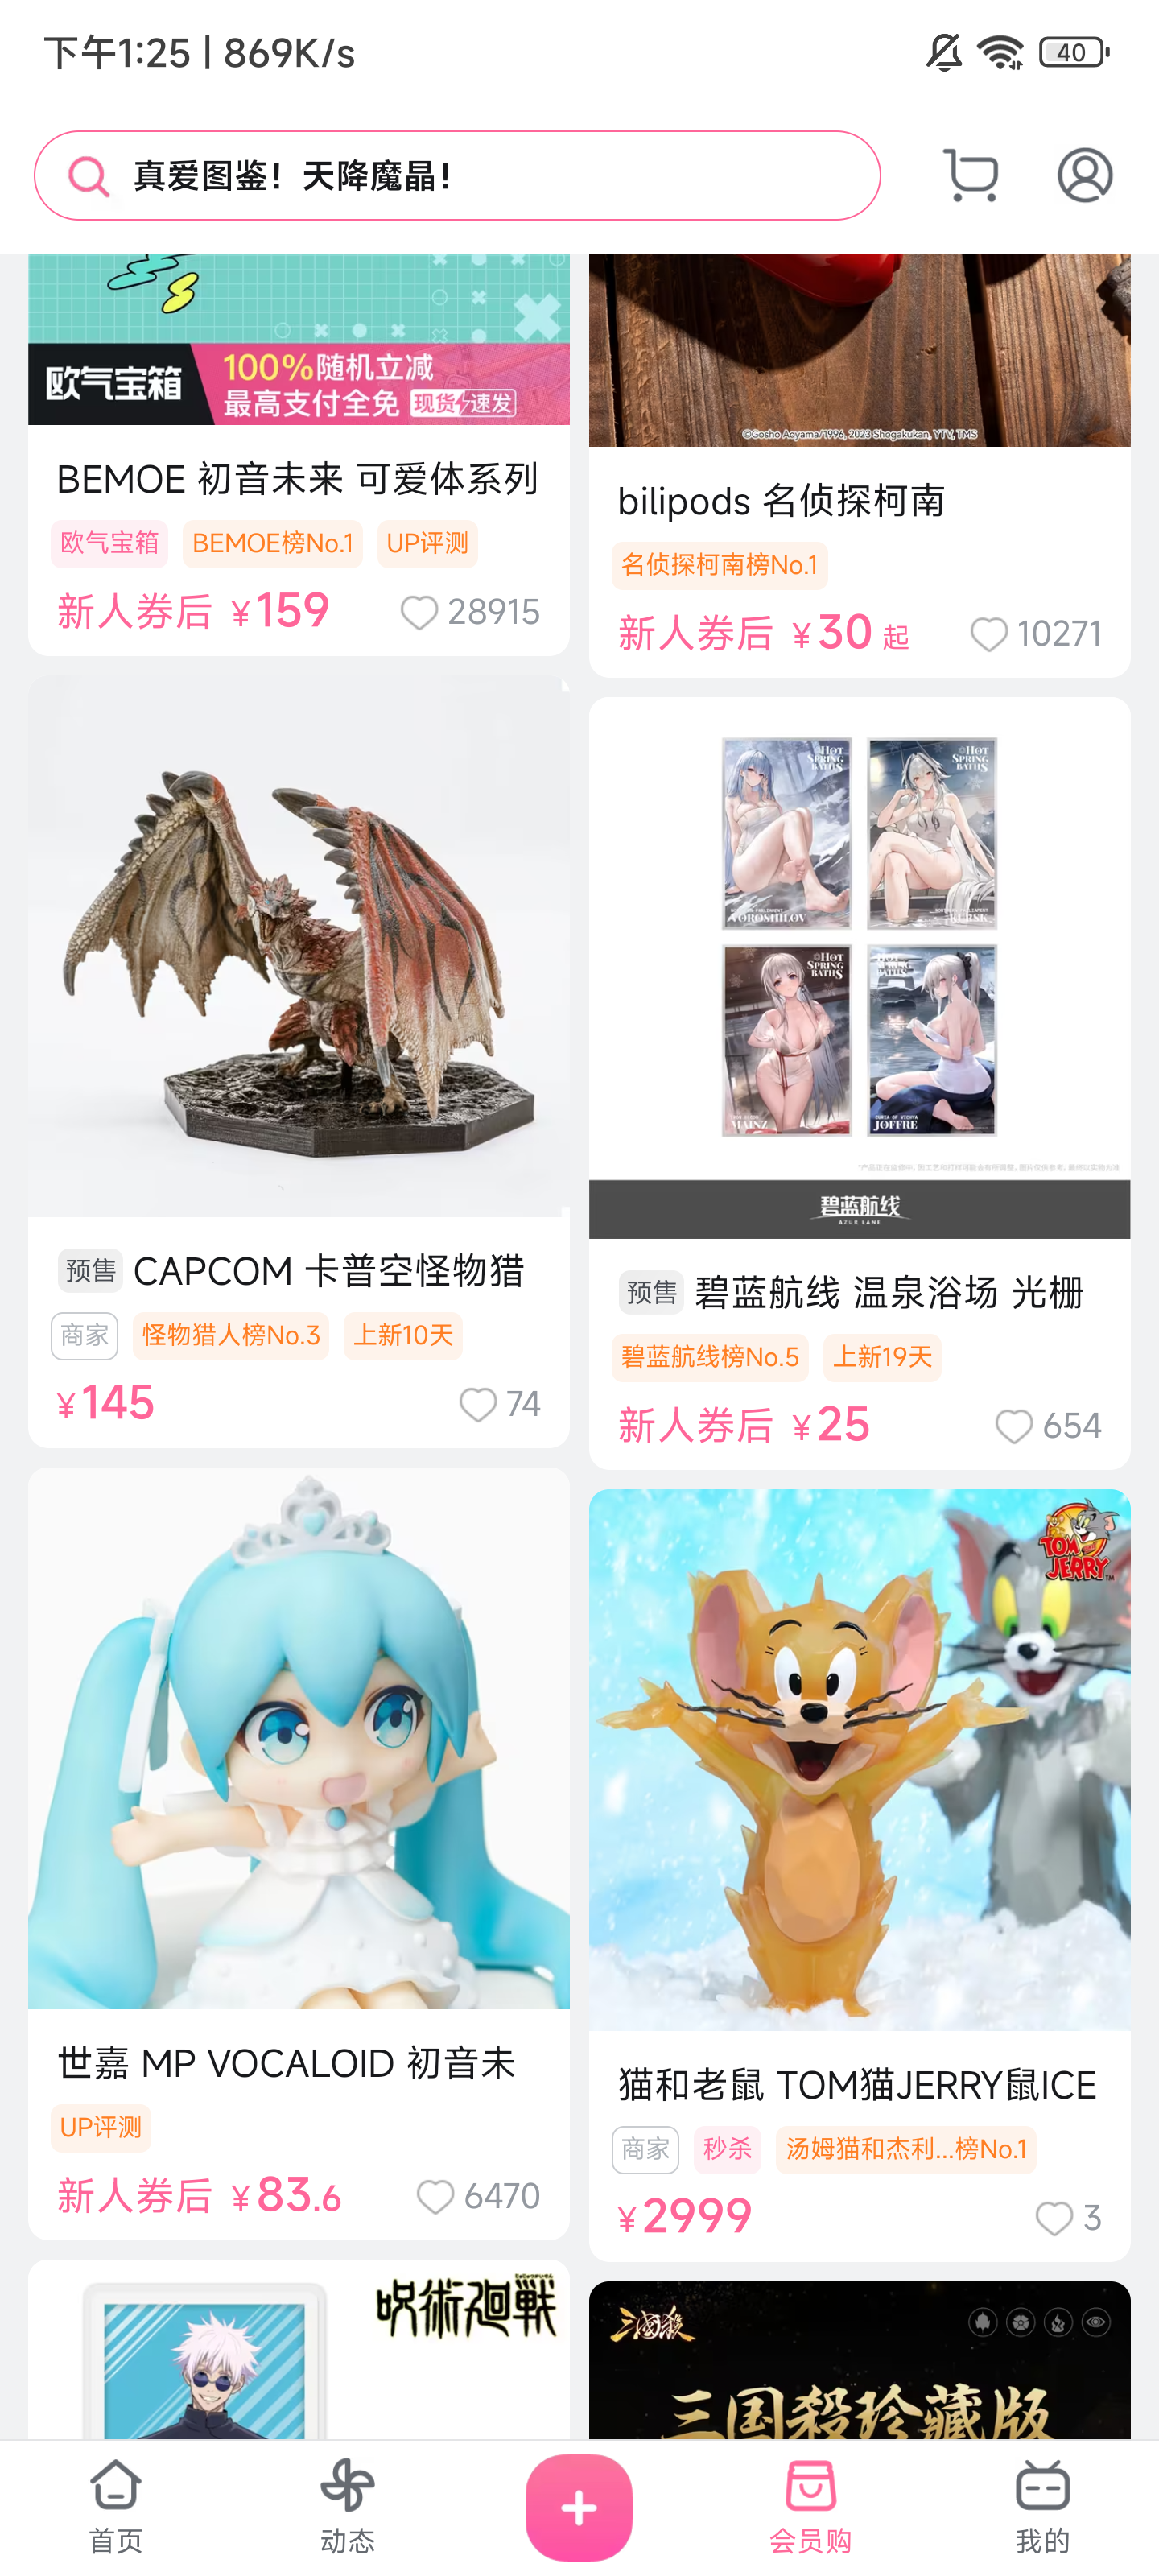 下午1:25 | 869K/s
40
真爱图鉴！天降魔晶！
欧气宝箱
100%随机立减
最高支付全免 现货速发
BEMOE 初音未来 可爱体系列
欧气宝箱 BEMOE榜No.1 UP评测
新人券后 ¥159 28915
©Gosho Aoyama/1996, 2023 Shogakukan, YTV, TMS
bilipods 名侦探柯南
名侦探柯南榜No.1
新人券后 ¥30 起 10271
预售 CAPCOM 卡普空怪物猎
商家 怪物猎人榜No.3 上新10天
¥145 74
HOT SPRING BATHS
VOROSHILOV
HOT SPRING BATHS
KURSK
HOT SPRING BATHS
MAINZ
JOFFRE
碧蓝航线
AZUR LANE
预售 碧蓝航线 温泉浴场 光栅
碧蓝航线榜No.5 上新19天
新人券后 ¥25 654
世嘉 MP VOCALOID 初音未
UP评测
新人券后 ¥83.6 6470
TOM
JERRY
猫和老鼠 TOM猫JERRY鼠ICE
商家 秒杀 汤姆猫和杰利...榜No.1
¥2999 3
呪術廻戦
三国殺
三国殺珍藏版
首页 动态 会员购 我的